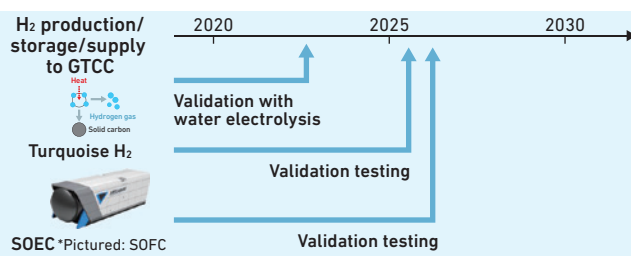 H2 production/
storage/supply
to GTCC
2020
2025
2030
Heat
Hydrogen gas
Solid carbon
Validation with
water electrolysis
Turquoise H2
Validation testing
SOEC *Pictured: SOFC
Validation testing